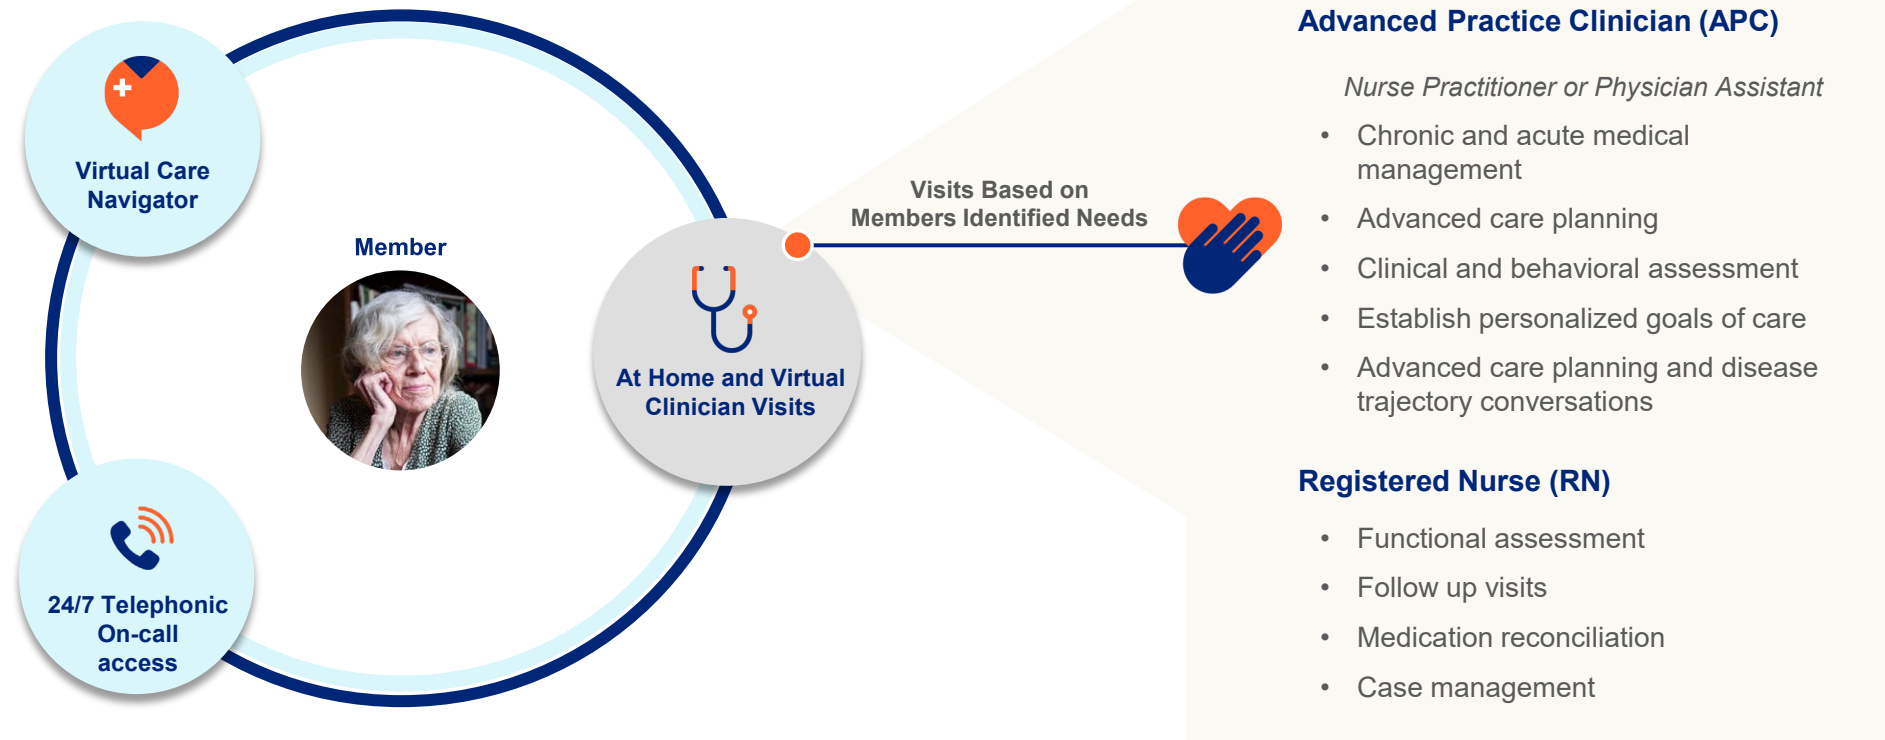 Virtual Care
Navigator
Member
24/7 Telephonic
On-call
access
At Home and Virtual
Clinician Visits
Visits Based on
Members Identified Needs
Advanced Practice Clinician (APC)
Nurse Practitioner or Physician Assistant
• Chronic and acute medical
management
• Advanced care planning
• Clinical and behavioral assessment
• Establish personalized goals of care
• Advanced care planning and disease
trajectory conversations
Registered Nurse (RN)
• Functional assessment
• Follow up visits
• Medication reconciliation
• Case management